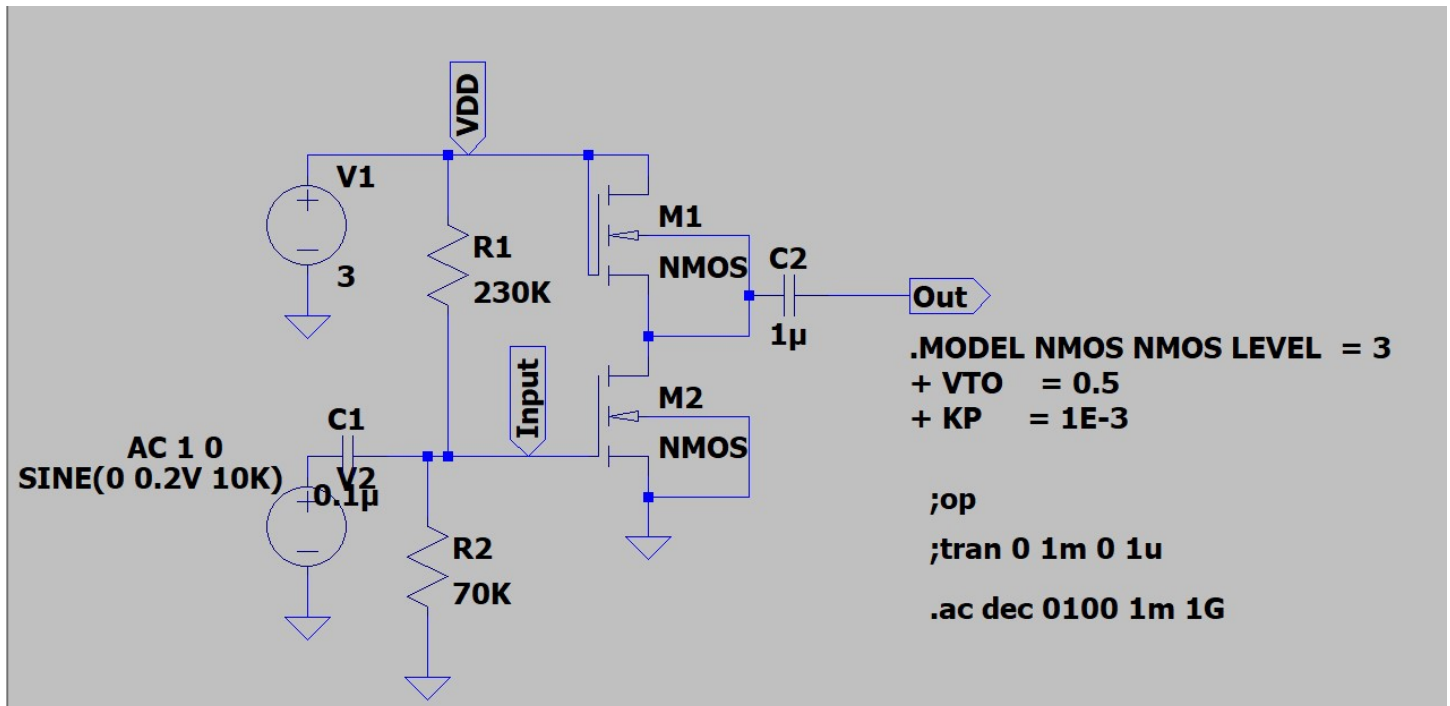 VDD
V1
3
R1
230K
M1
NMOS
C2
1µ
Out
.MODEL NMOS NMOS LEVEL = 3
+ VTO = 0.5
+ KP = 1E-3
Input
M2
NMOS
C1
0.1µ
AC 1 0
SINE(0 0.2V 10K)
V2
R2
70K
;op
;tran 0 1m 0 1u
.ac dec 0100 1m 1G